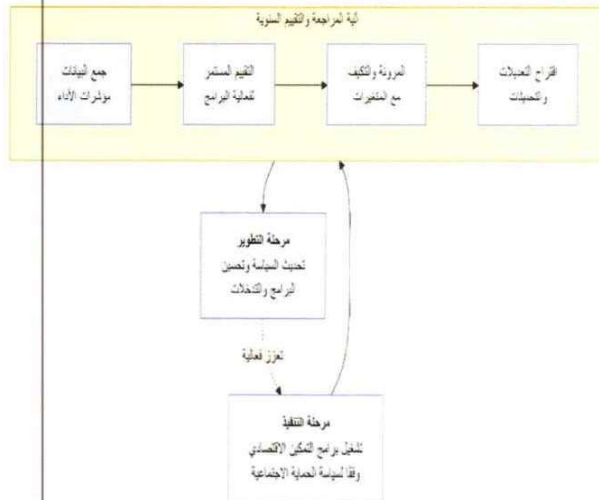 آلية المراجعة والتقييم السنوية
جمع البيانات
مؤشرات الأداء
التقييم المستمر
لفعالية البرامج
المرونة والتكيف
مع المتغيرات
اقتراح التعديلات
والتحديثات
مرحلة التطوير
تحديث السياسة وتحسين
البرامج والتدخلات
تعزز فعالية
مرحلة التنفيذ
تشغيل برامج التمكين الاقتصادي
وفقا لسياسة الحماية الاجتماعية